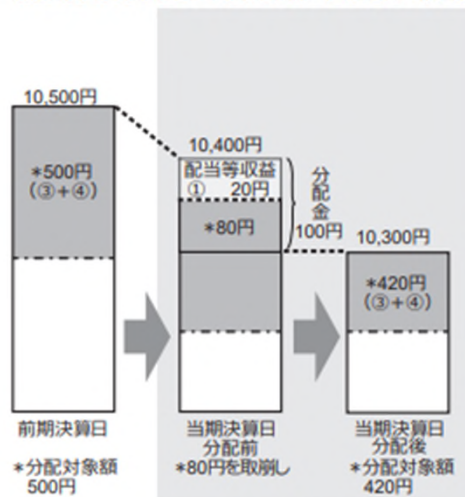 10,500円
*500円
(③+④)
前期決算日
*分配対象額
500円
10,400円
配当等収益
① 20円
*80円
分配金
100円
当期決算日
分配前
*80円を取崩し
10,300円
*420円
(③+④)
当期決算日
分配後
*分配対象額
420円